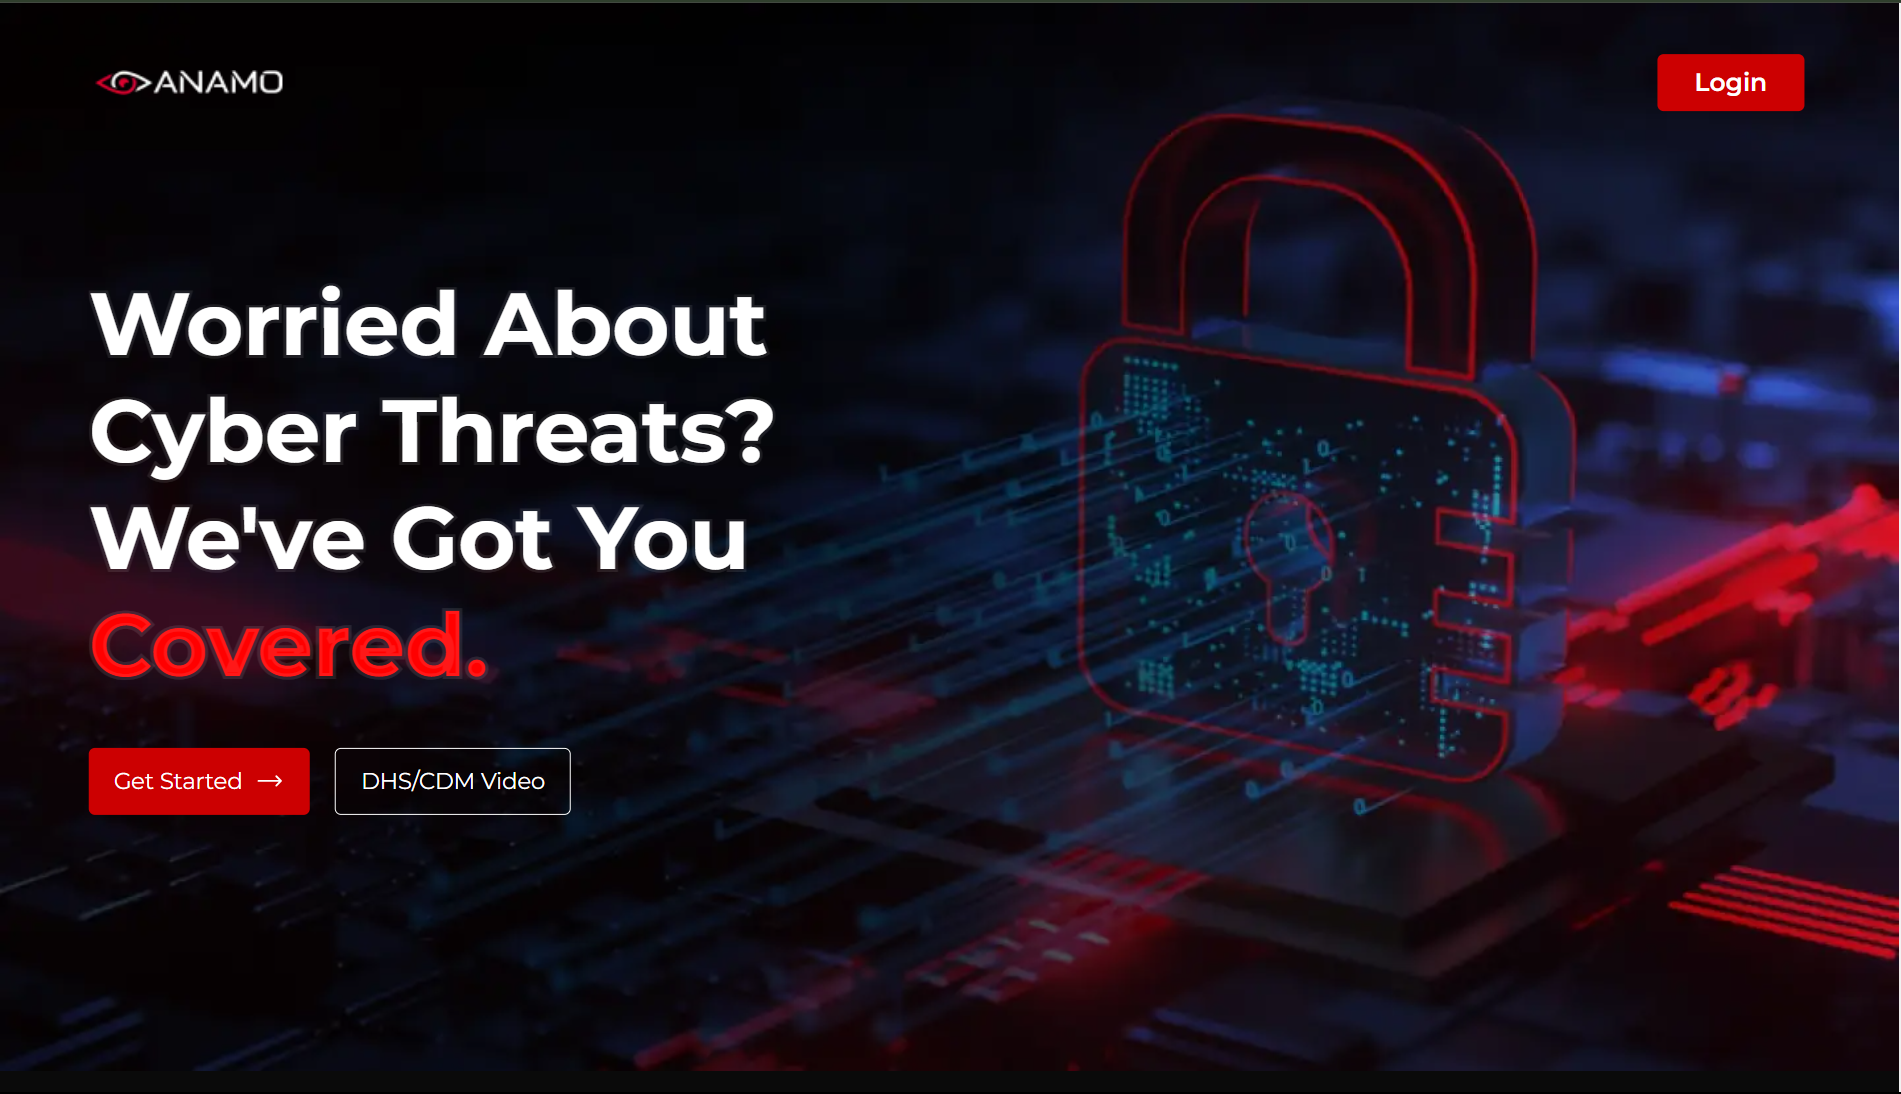 ANAMO
Login
Worried About
Cyber Threats?
We've Got You
Covered.
Get Started →
DHS/CDM Video